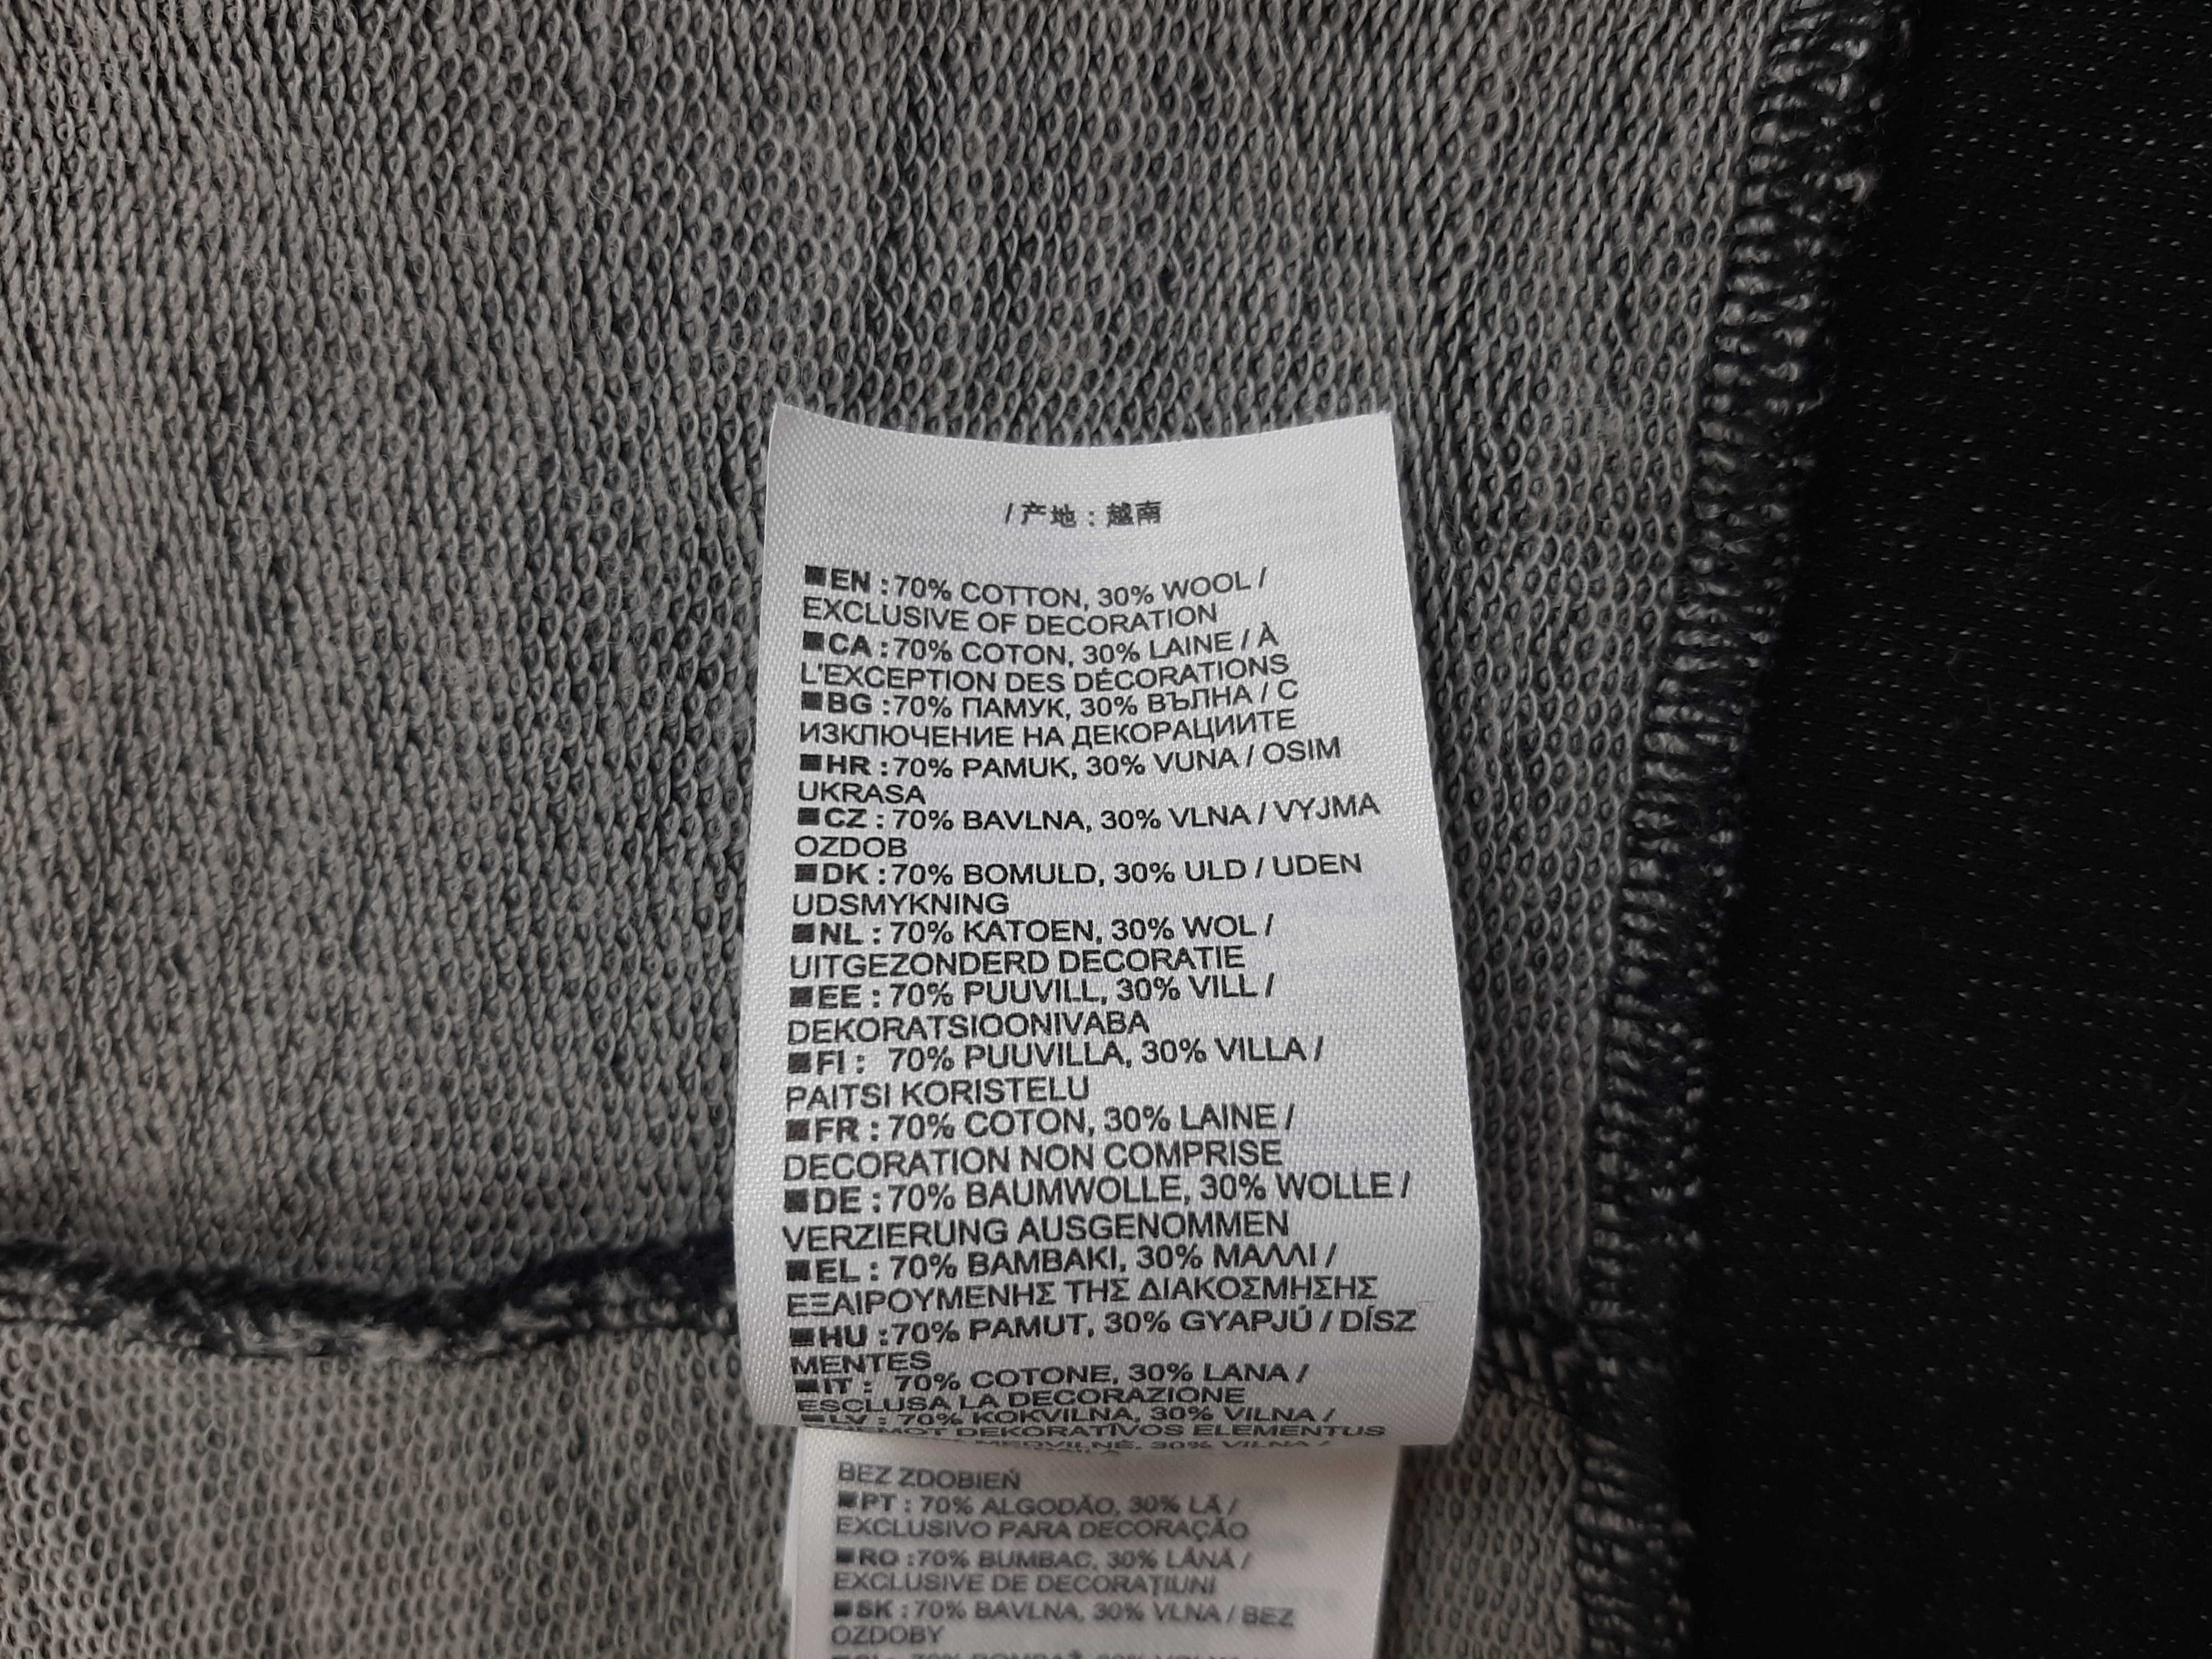 / 产地 : 越南
■EN : 70% COTTON, 30% WOOL /
EXCLUSIVE OF DECORATION
■CA : 70% COTON, 30% LAINE / À
L'EXCEPTION DES DÉCORATIONS
■BG : 70% ПАМУК, 30% ВЪЛНА / С
ИЗКЛЮЧЕНИЕ НА ДЕКОРАЦИИТЕ
■HR : 70% PAMUK, 30% VUNA / OSIM
UKRASA
■CZ : 70% BAVLNA, 30% VLNA / VYJMA
OZDOB
■DK : 70% BOMULD, 30% ULD / UDEN
UDSMYKNING
■NL : 70% KATOEN, 30% WOL /
UITGEZONDERD DECORATIE
■EE : 70% PUUVILL, 30% VILL /
DEKORATSIOONIVABA
■FI : 70% PUUVILLA, 30% VILLA /
PAITSI KORISTELU
■FR : 70% COTON, 30% LAINE /
DECORATION NON COMPRISE
■DE : 70% BAUMWOLLE, 30% WOLLE /
VERZIERUNG AUSGENOMMEN
■EL : 70% ΒΑΜΒΑΚΙ, 30% ΜΑΛΛΙ /
ΕΞΑΙΡΟΥΜΕΝΗΣ ΤΗΣ ΔΙΑΚΟΣΜΗΣΗΣ
■HU : 70% PAMUT, 30% GYAPJÚ / DÍSZ
MENTES
■IT : 70% COTONE, 30% LANA /
ESCLUSA LA DECORAZIONE
■LV : 70% KOKVILNA, 30% VILNA /
DEKORATĪVOS ELEMENTUS
30% VILNA /
BEZ ZDOBIEŃ
■PT : 70% ALGODÃO, 30% LÃ /
EXCLUSIVO PARA DECORAÇÃO
■RO : 70% BUMBAC, 30% LÂNĂ /
EXCLUSIVE DE DECORAȚIUNI
■SK : 70% BAVLNA, 30% VLNA / BEZ
OZDOBY